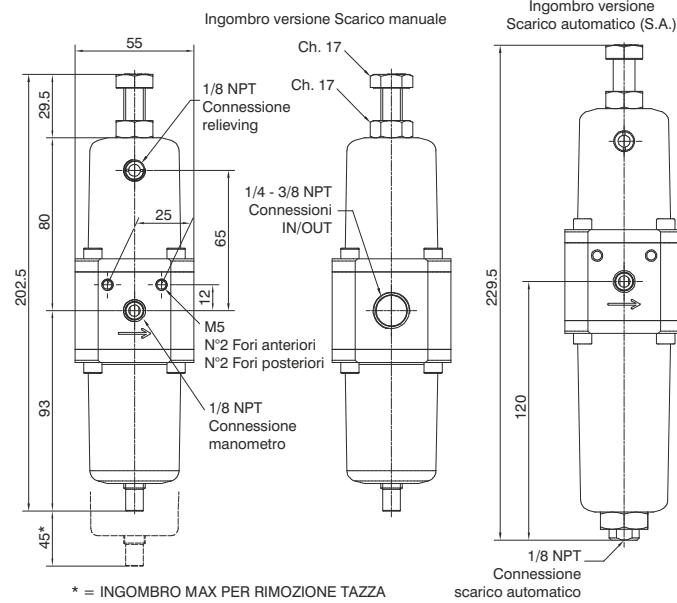 Ingombro versione Scarico manuale
Ingombro versione
Scarico automatico (S.A.)
55
Ch. 17
Ch. 17
1/8 NPT
Connessione
relieving
29.5
80
202.5
93
45*
25
65
12
1/4 - 3/8 NPT
Connessioni
IN/OUT
M5
N°2 Fori anteriori
N°2 Fori posteriori
1/8 NPT
Connessione
manometro
229.5
120
1/8 NPT
Connessione
scarico automatico
* = INGOMBRO MAX PER RIMOZIONE TAZZA